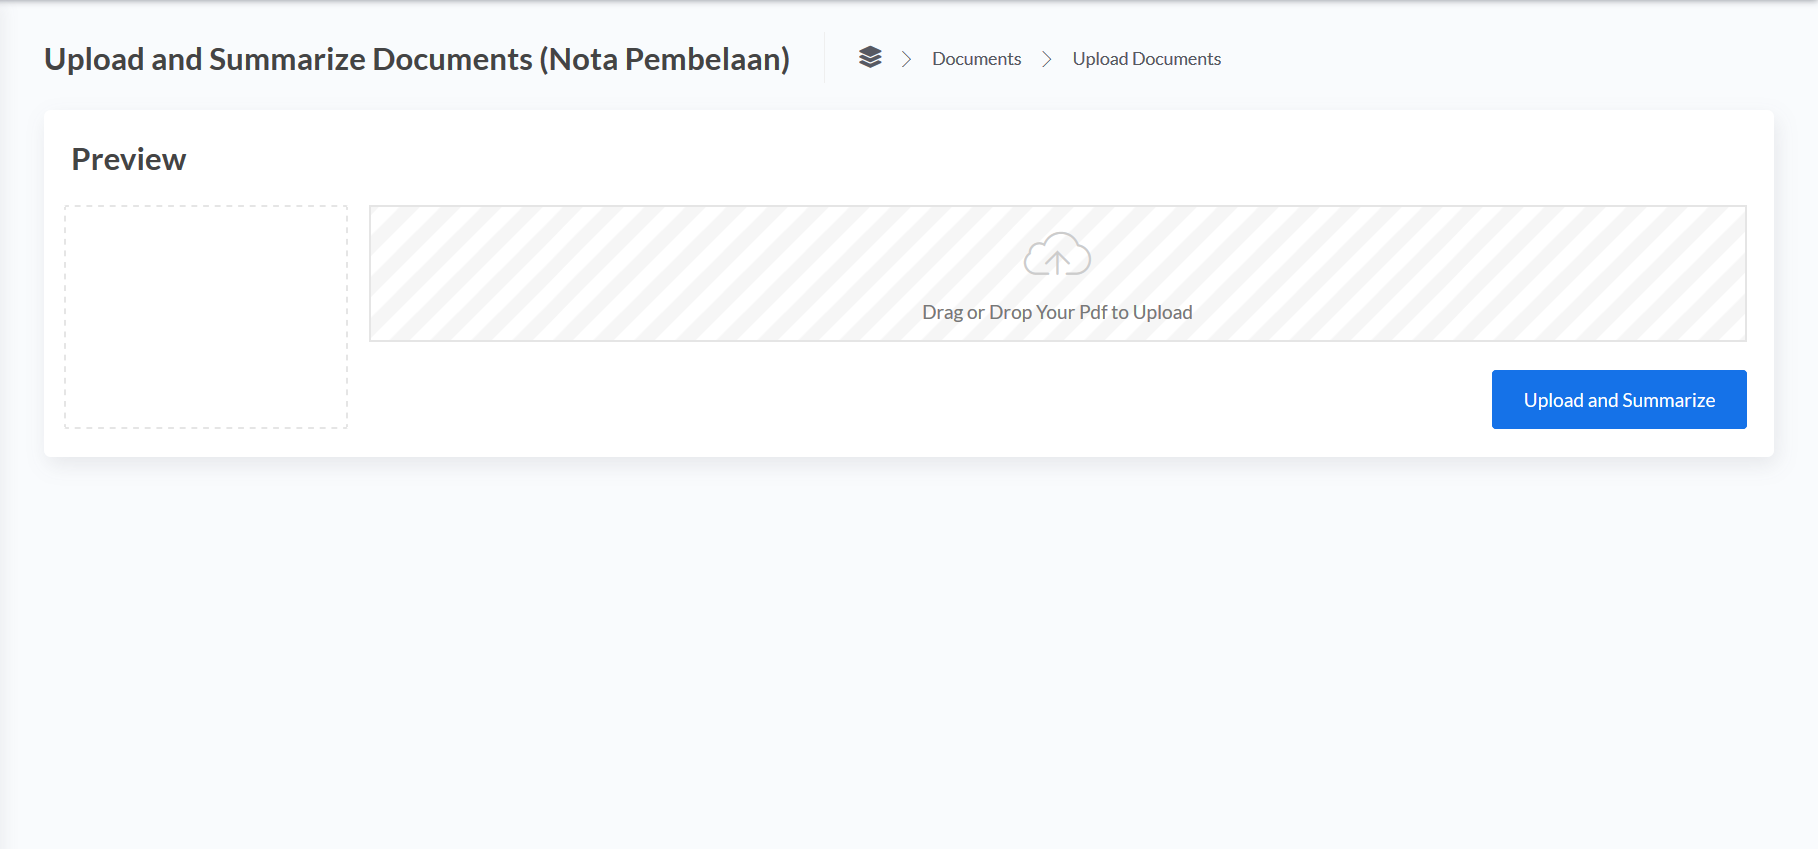 Upload and Summarize Documents (Nota Pembelaan)
Documents
Upload Documents
Preview
Drag or Drop Your Pdf to Upload
Upload and Summarize